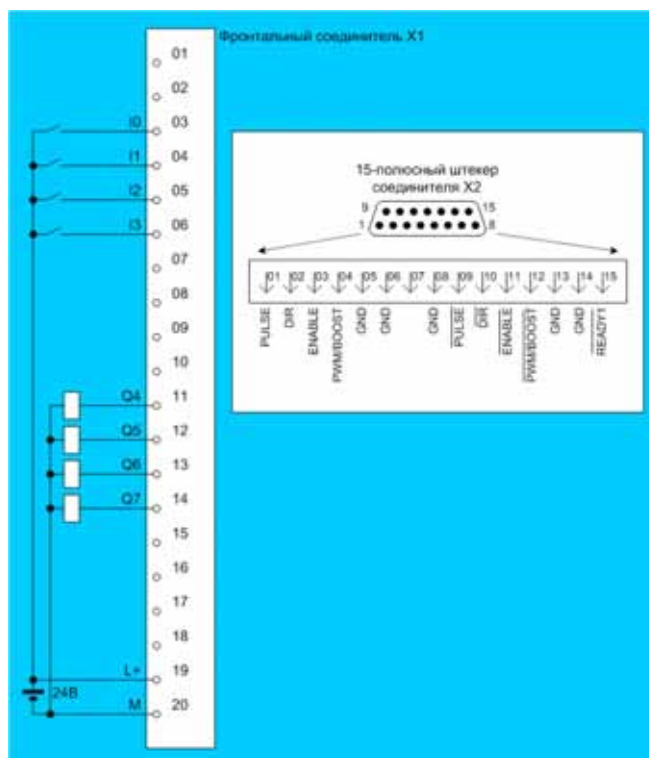 Фронтальный соединитель X1
01
02
I0 03
I1 04
I2 05
I3 06
07
08
09
10
Q4 11
Q5 12
Q6 13
Q7 14
15
16
17
18
L+ 19
24В
M 20
15-полюсный штекер
соединителя X2
9 15
1 8
01 02 03 04 05 06 07 08 09 10 11 12 13 14 15
PULSE
DIR
ENABLE
PWM/BOOST
GND
GND
GND
PULSE
DIR
ENABLE
PWM/BOOST
GND
GND
READY1